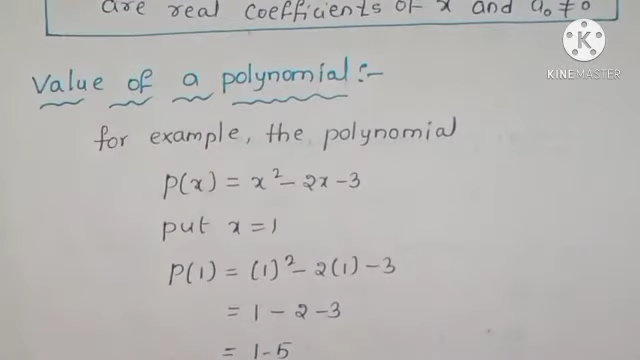 are real coefficients of x and a₀ ≠ 0
KINEMASTER
Value of a polynomial :-
for example, the polynomial
P(x) = x² - 2x - 3
put x = 1
P(1) = (1)² - 2(1) - 3
= 1 - 2 - 3
= 1 - 5